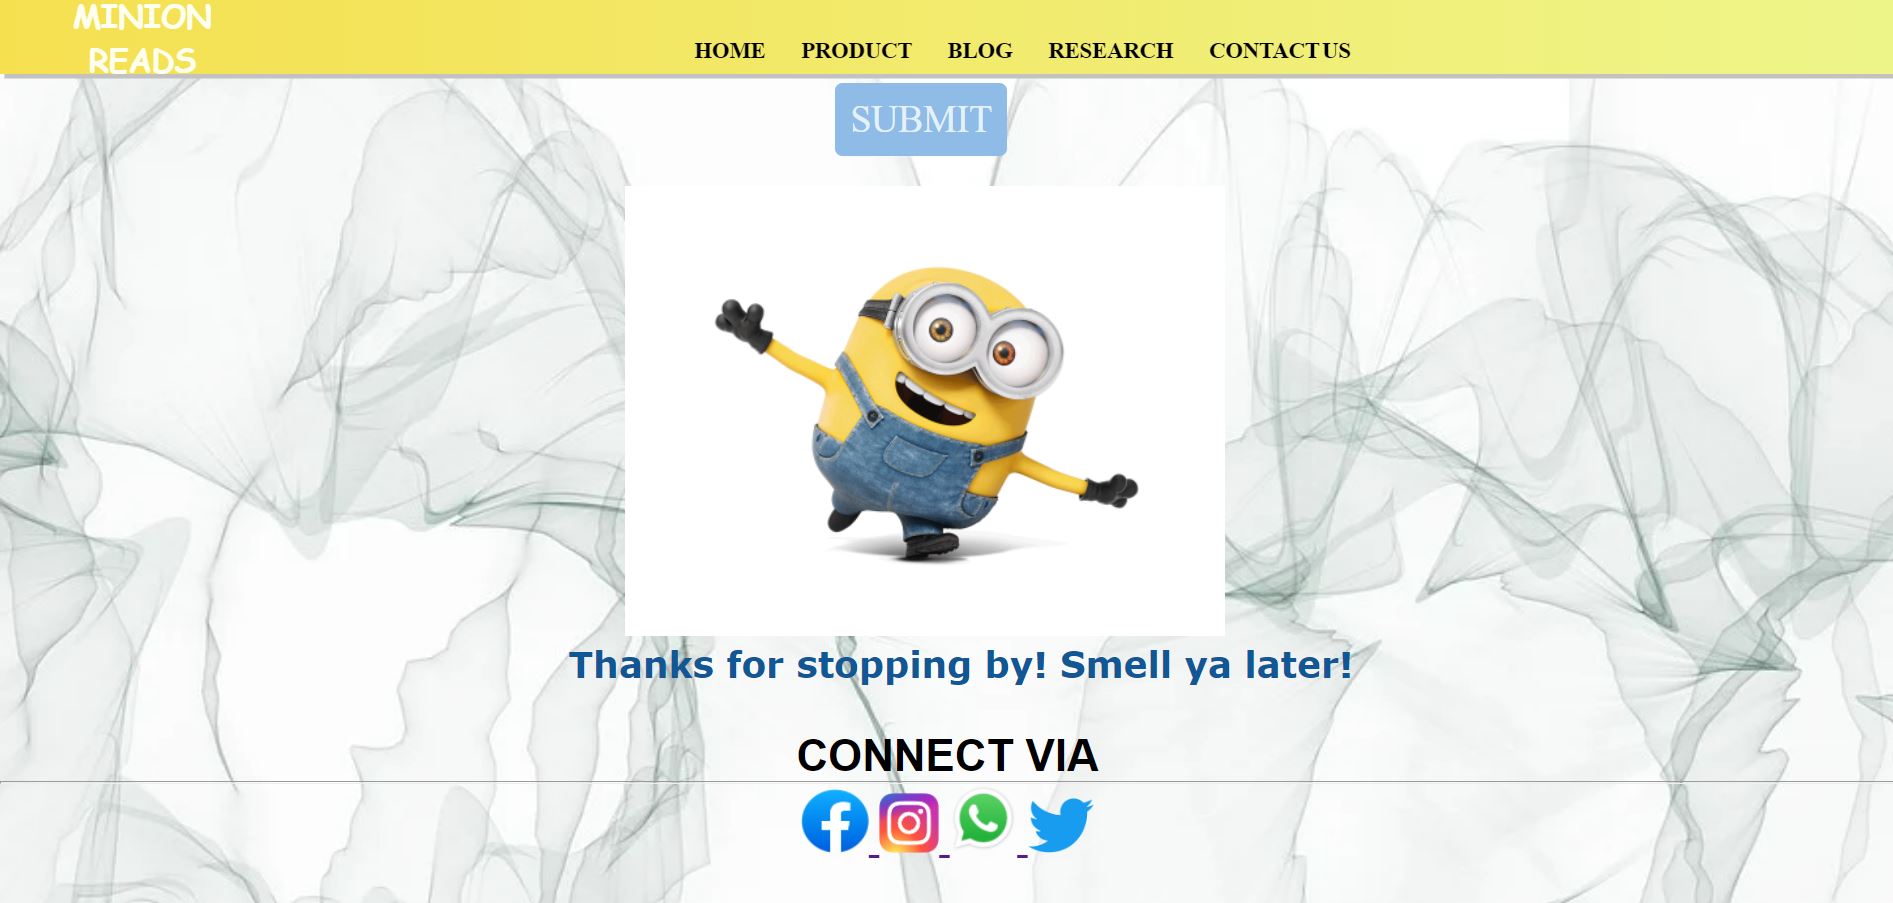 MINION
READS
HOME PRODUCT BLOG RESEARCH CONTACT US
SUBMIT
Thanks for stopping by! Smell ya later!
CONNECT VIA